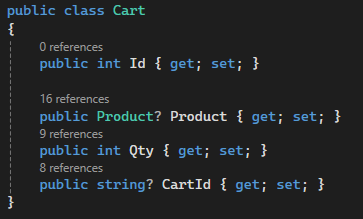 public class Cart
{
0 references
public int Id { get; set; }
16 references
public Product? Product { get; set; }
9 references
public int Qty { get; set; }
8 references
public string? CartId { get; set; }
}